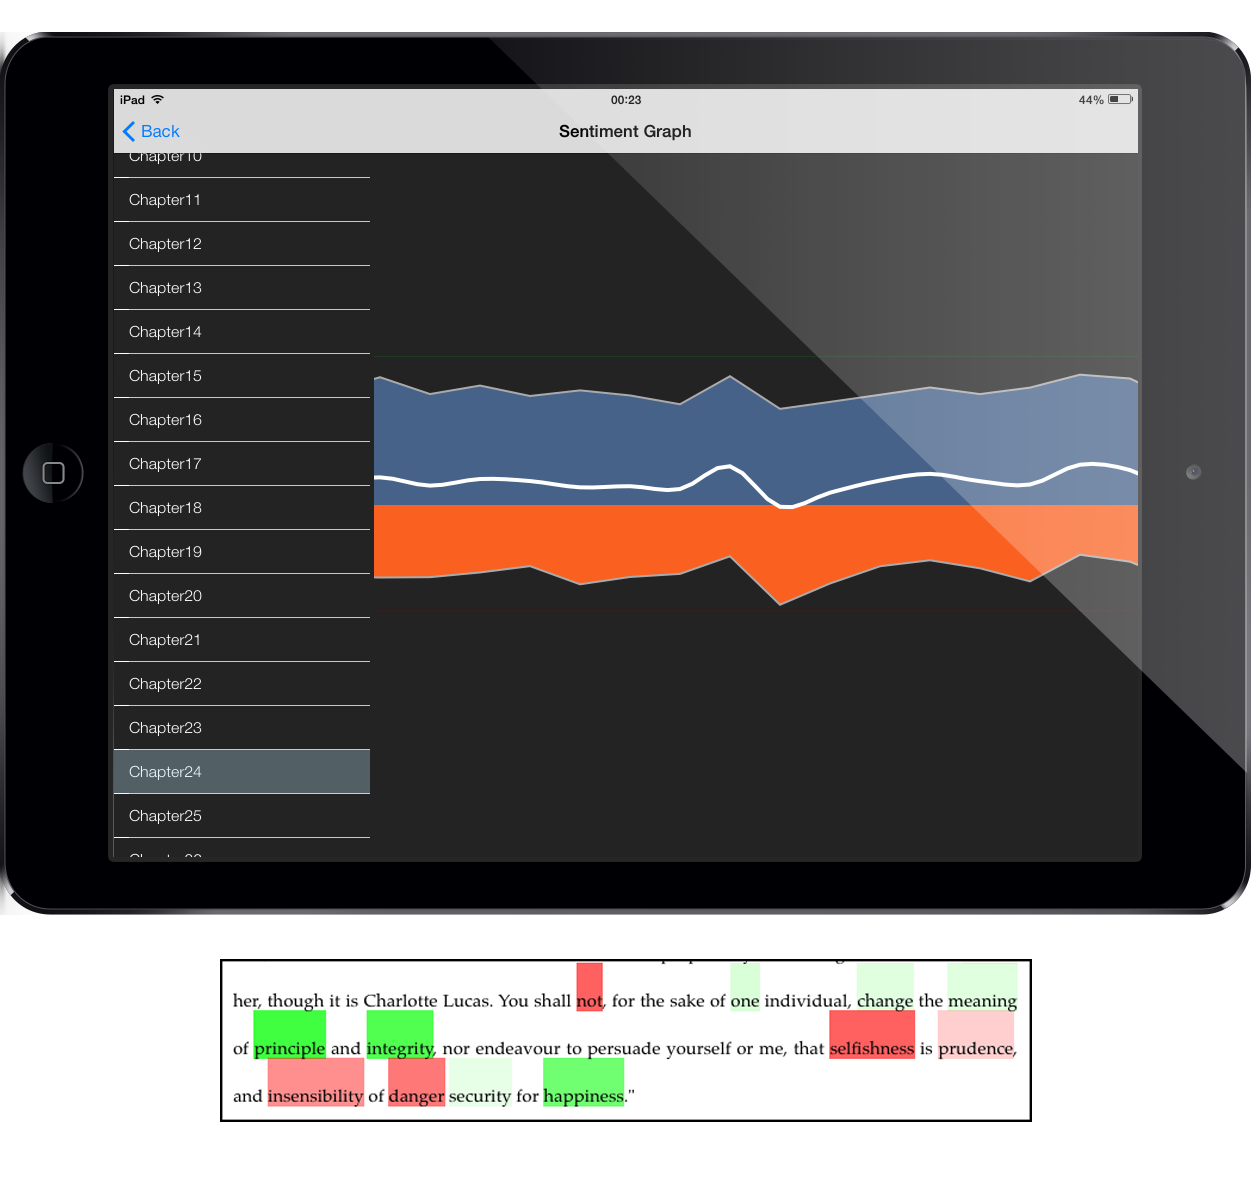 iPad 00:23 44%
Back Sentiment Graph
Chapter10
Chapter11
Chapter12
Chapter13
Chapter14
Chapter15
Chapter16
Chapter17
Chapter18
Chapter19
Chapter20
Chapter21
Chapter22
Chapter23
Chapter24
Chapter25
her, though it is Charlotte Lucas. You shall not, for the sake of one individual, change the meaning
of principle and integrity, nor endeavour to persuade yourself or me, that selfishness is prudence,
and insensibility of danger security for happiness."